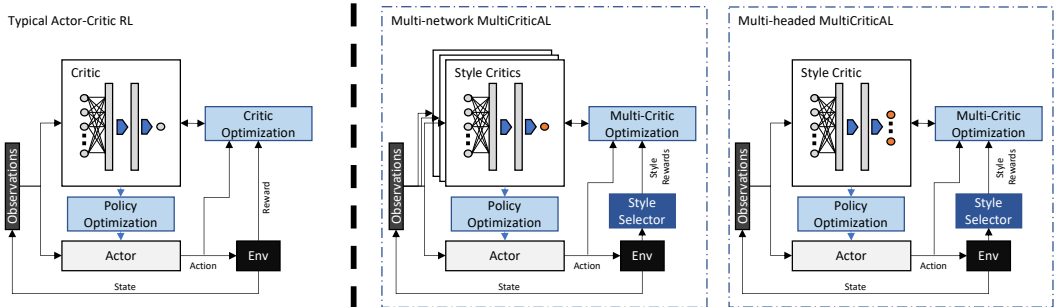 Typical Actor-Critic RL
Critic
Critic
Optimization
Observations
Reward
Policy
Optimization
Actor
Action
Env
State
Multi-network MultiCriticAL
Style Critics
Multi-Critic
Optimization
Observations
Style
Rewards
Policy
Optimization
Style
Selector
Actor
Action
Env
State
Multi-headed MultiCriticAL
Style Critic
Multi-Critic
Optimization
Observations
Style
Rewards
Policy
Optimization
Style
Selector
Actor
Action
Env
State